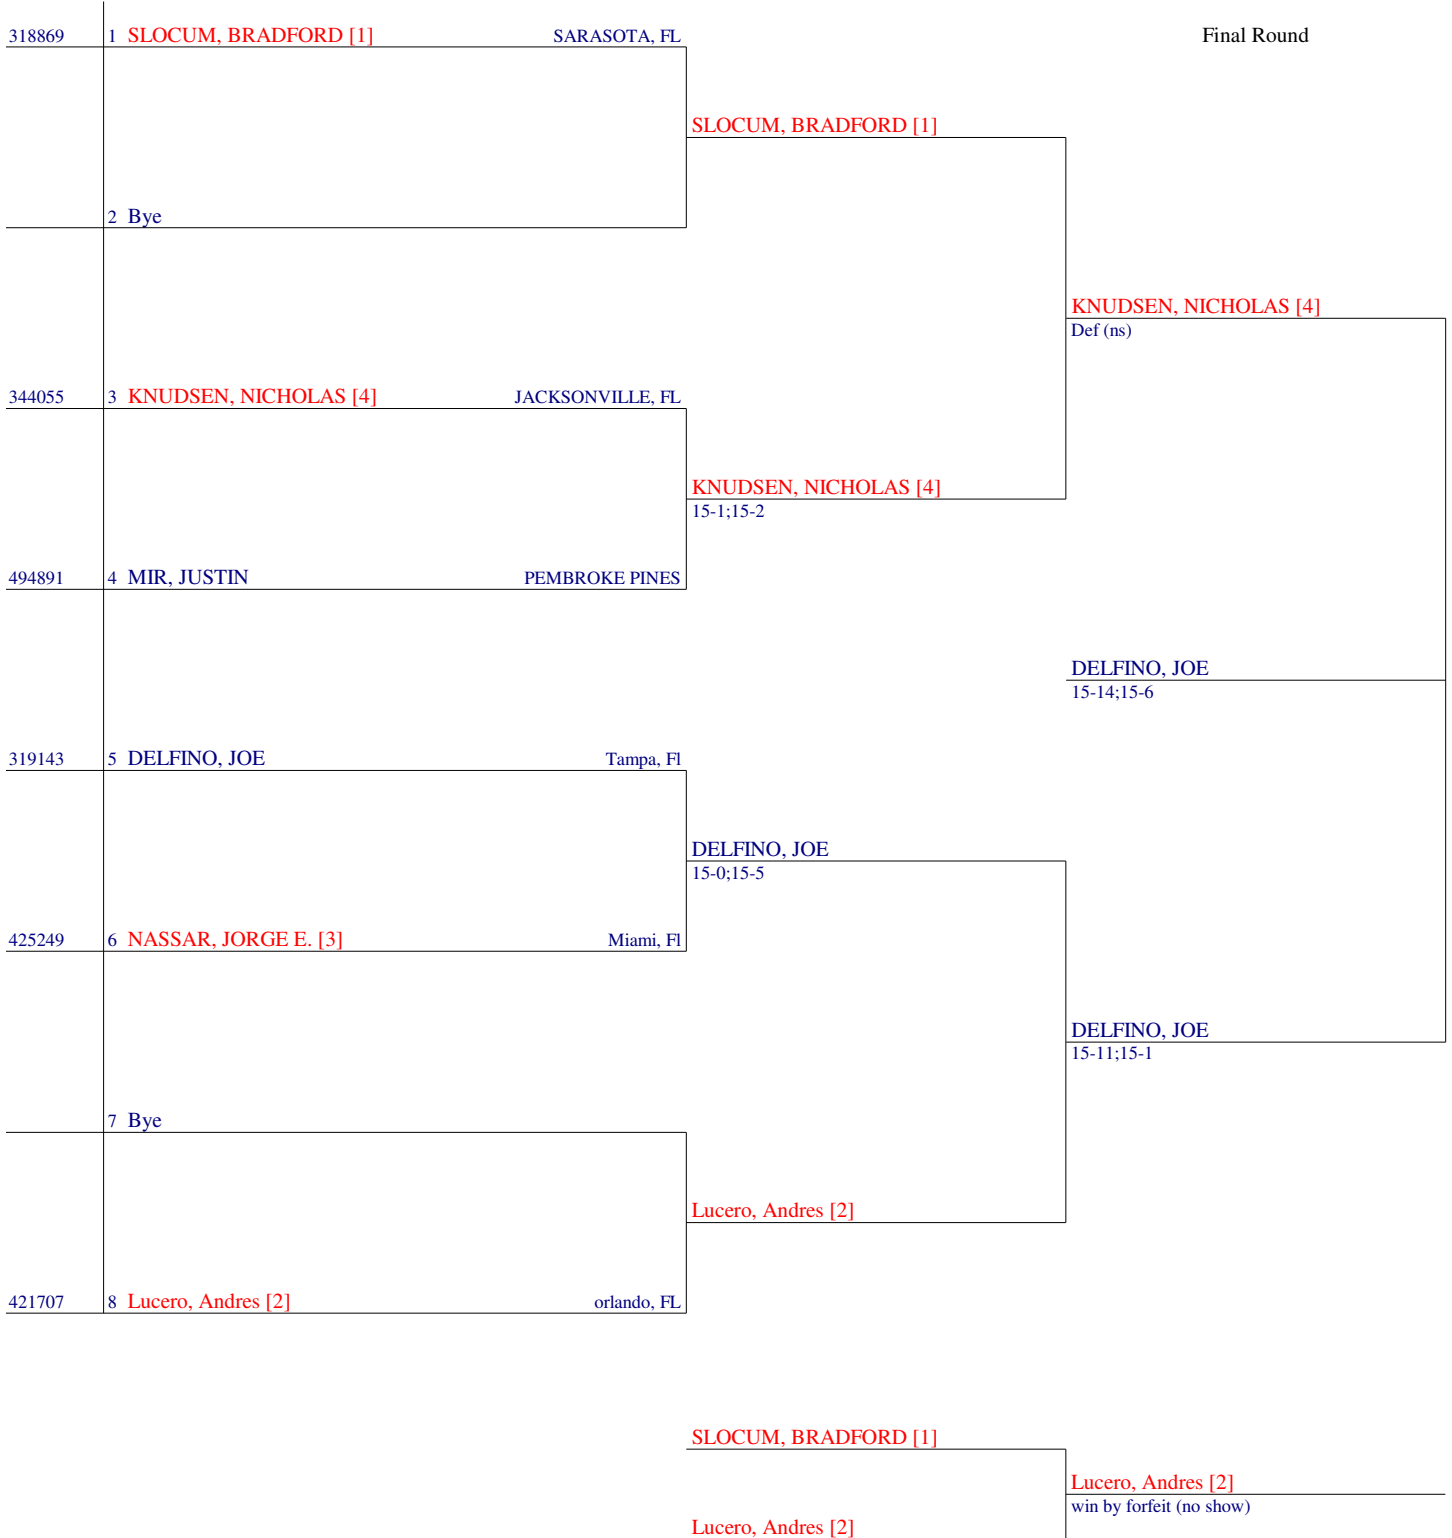 318869 1 SLOCUM, BRADFORD [1] SARASOTA, FL Final Round
SLOCUM, BRADFORD [1]
2 Bye
KNUDSEN, NICHOLAS [4]
Def (ns)
344055 3 KNUDSEN, NICHOLAS [4] JACKSONVILLE, FL
KNUDSEN, NICHOLAS [4]
15-1;15-2
494891 4 MIR, JUSTIN PEMBROKE PINES
DELFINO, JOE
15-14;15-6
319143 5 DELFINO, JOE Tampa, Fl
DELFINO, JOE
15-0;15-5
425249 6 NASSAR, JORGE E. [3] Miami, Fl
DELFINO, JOE
15-11;15-1
7 Bye
Lucero, Andres [2]
421707 8 Lucero, Andres [2] orlando, FL
SLOCUM, BRADFORD [1]
Lucero, Andres [2]
win by forfeit (no show)
Lucero, Andres [2]